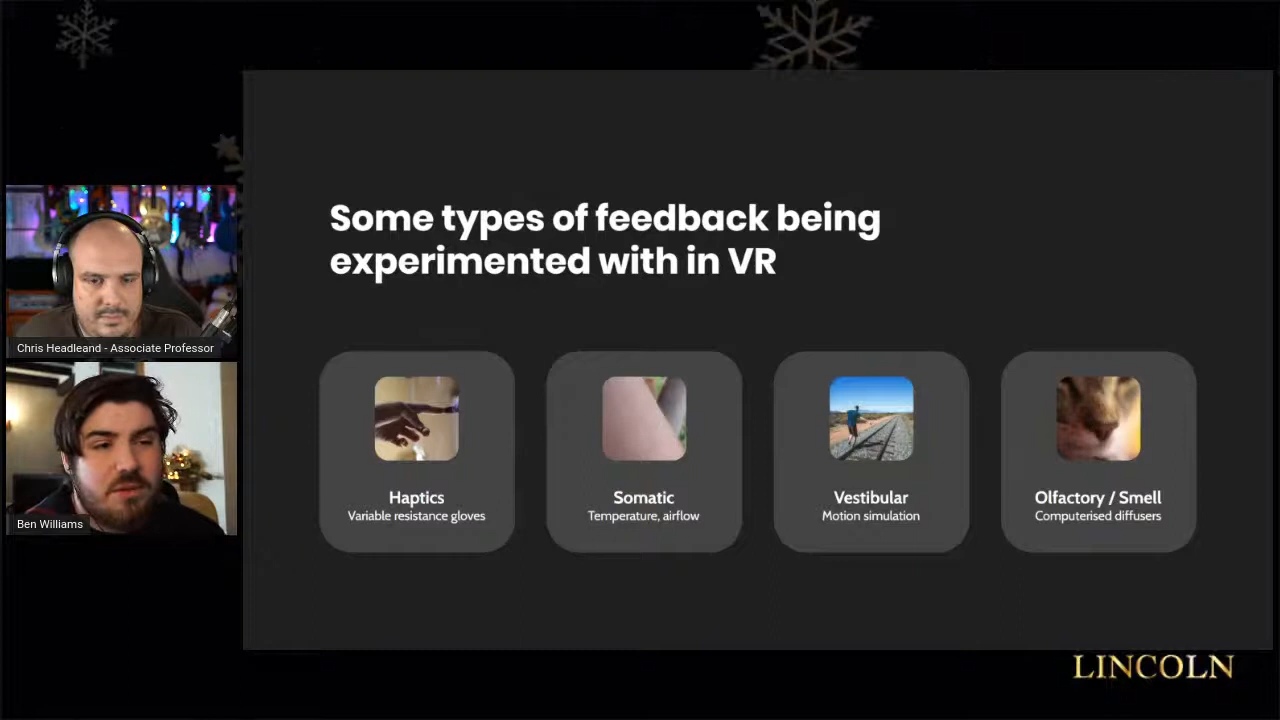 Some types of feedback being
experimented with in VR
Chris Headleand - Associate Professor
Ben Williams
Haptics
Variable resistance gloves
Somatic
Temperature, airflow
Vestibular
Motion simulation
Olfactory / Smell
Computerised diffusers
LINCOLN